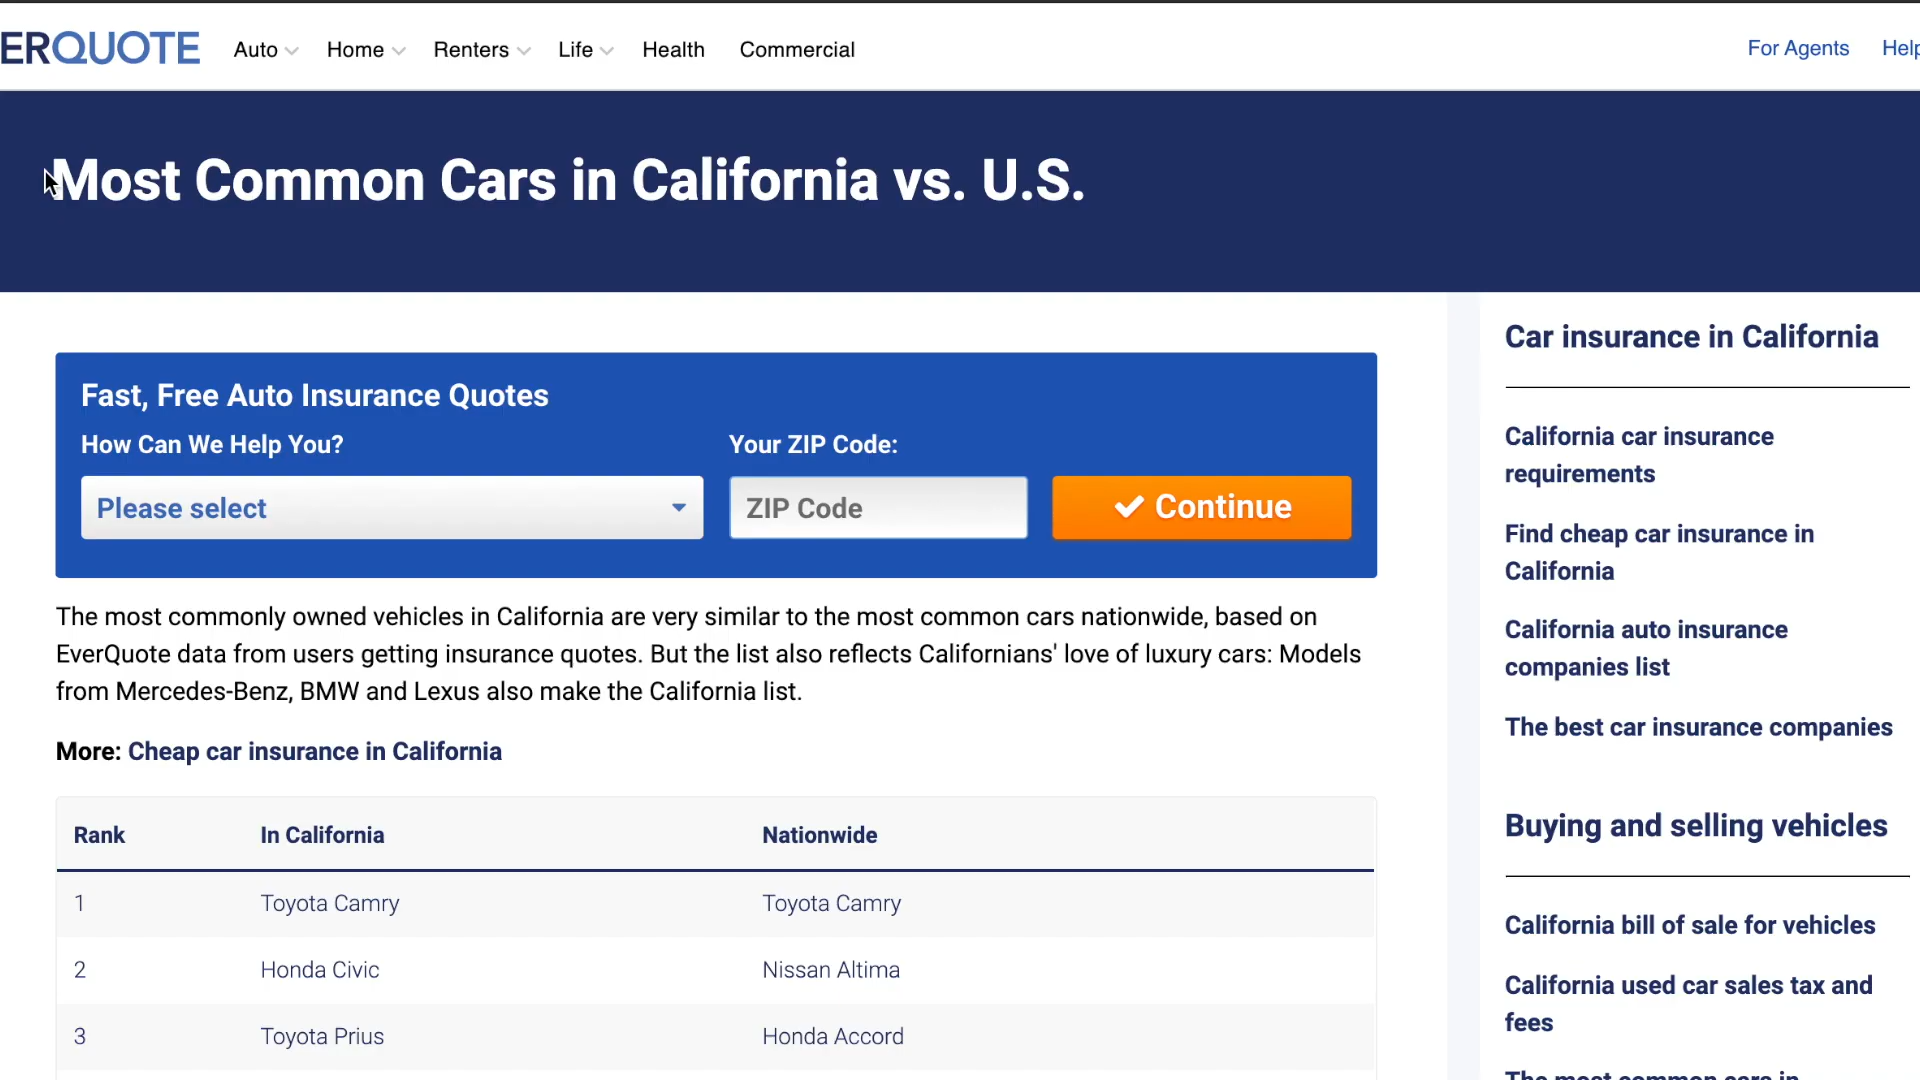 ERQUOTE Auto Home Renters Life Health Commercial For Agents Help
Most Common Cars in California vs. U.S.
Fast, Free Auto Insurance Quotes
How Can We Help You? Your ZIP Code:
Please select ZIP Code Continue
The most commonly owned vehicles in California are very similar to the most common cars nationwide, based on
EverQuote data from users getting insurance quotes. But the list also reflects Californians' love of luxury cars: Models
from Mercedes-Benz, BMW and Lexus also make the California list.
More: Cheap car insurance in California
Rank In California Nationwide
1 Toyota Camry Toyota Camry
2 Honda Civic Nissan Altima
3 Toyota Prius Honda Accord
Car insurance in California
California car insurance
requirements
Find cheap car insurance in
California
California auto insurance
companies list
The best car insurance companies
Buying and selling vehicles
California bill of sale for vehicles
California used car sales tax and
fees
The most common cars in